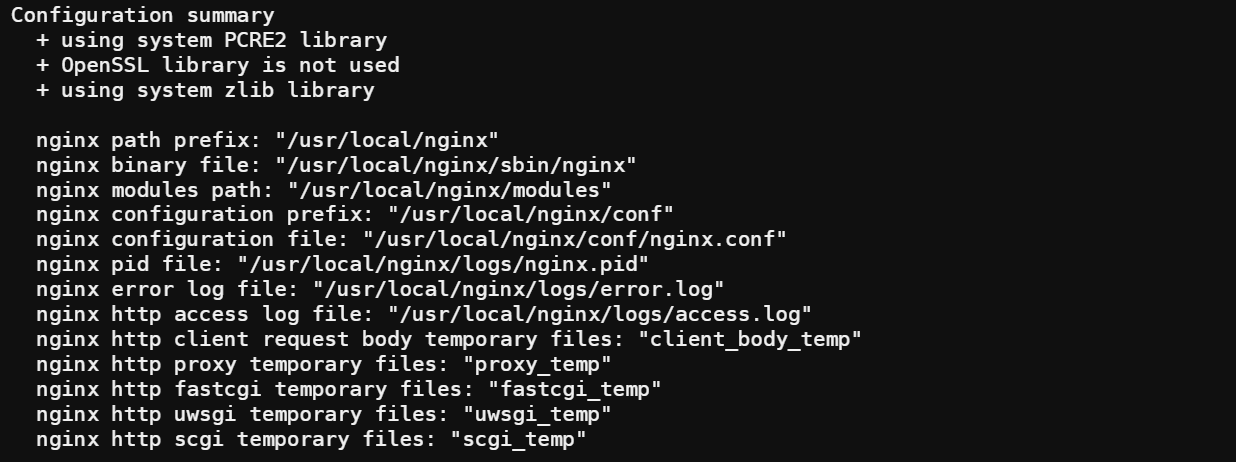 Configuration summary
+ using system PCRE2 library
+ OpenSSL library is not used
+ using system zlib library
nginx path prefix: "/usr/local/nginx"
nginx binary file: "/usr/local/nginx/sbin/nginx"
nginx modules path: "/usr/local/nginx/modules"
nginx configuration prefix: "/usr/local/nginx/conf"
nginx configuration file: "/usr/local/nginx/conf/nginx.conf"
nginx pid file: "/usr/local/nginx/logs/nginx.pid"
nginx error log file: "/usr/local/nginx/logs/error.log"
nginx http access log file: "/usr/local/nginx/logs/access.log"
nginx http client request body temporary files: "client_body_temp"
nginx http proxy temporary files: "proxy_temp"
nginx http fastcgi temporary files: "fastcgi_temp"
nginx http uwsgi temporary files: "uwsgi_temp"
nginx http scgi temporary files: "scgi_temp"